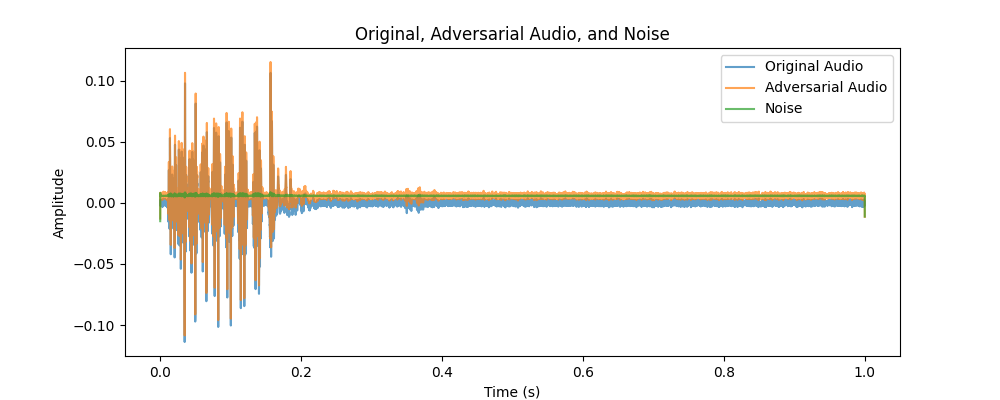 Original, Adversarial Audio, and Noise
Original Audio
Adversarial Audio
Noise
Amplitude
0.10
0.05
0.00
−0.05
−0.10
0.0
0.2
0.4
0.6
0.8
1.0
Time (s)